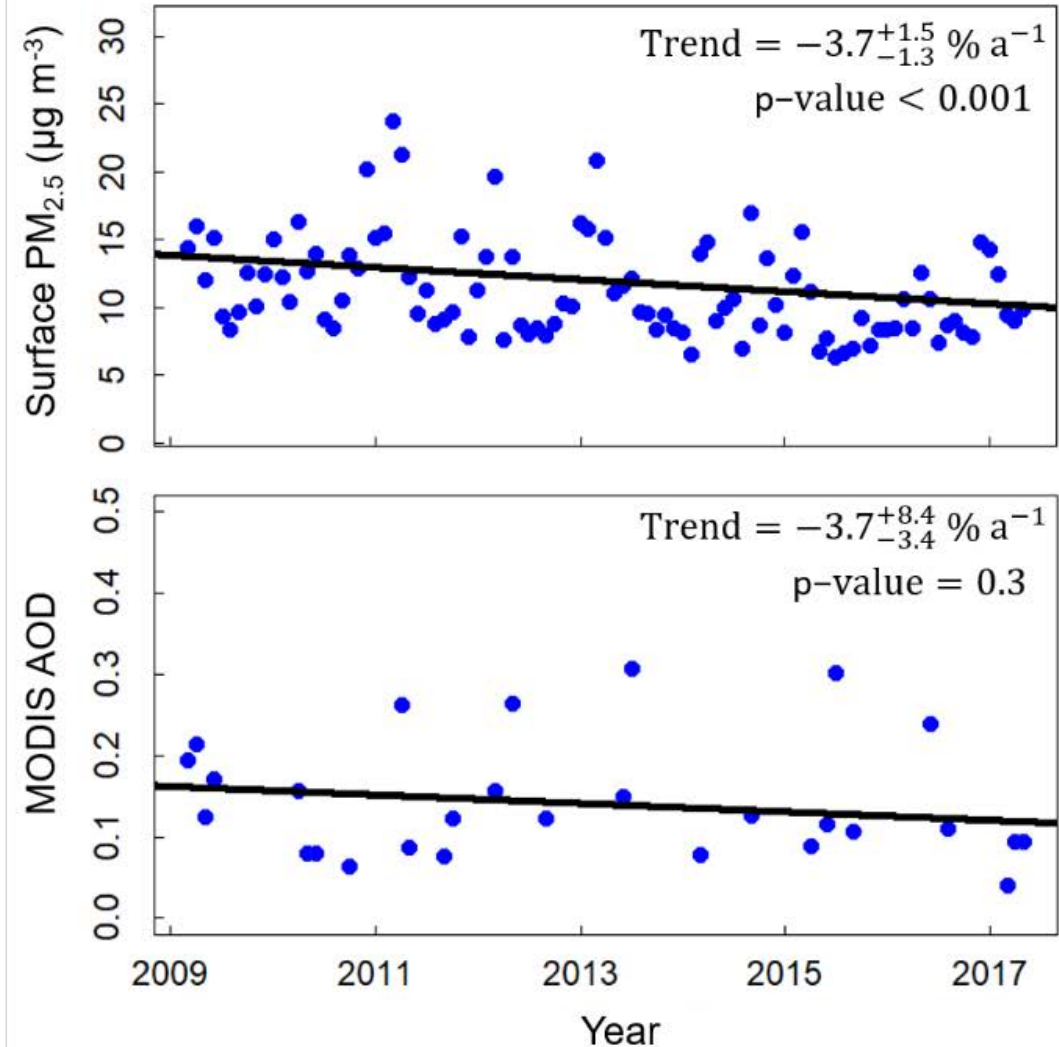 Surface PM₂.₅ (µg m⁻³)
30
25
20
15
10
5
0
Trend = −3.7⁺¹·⁵₋₁.₃ % a⁻¹
p−value < 0.001
MODIS AOD
0.5
0.4
0.3
0.2
0.1
0.0
Trend = −3.7⁺⁸·⁴₋₃.₄ % a⁻¹
p−value = 0.3
2009 2011 2013 2015 2017
Year